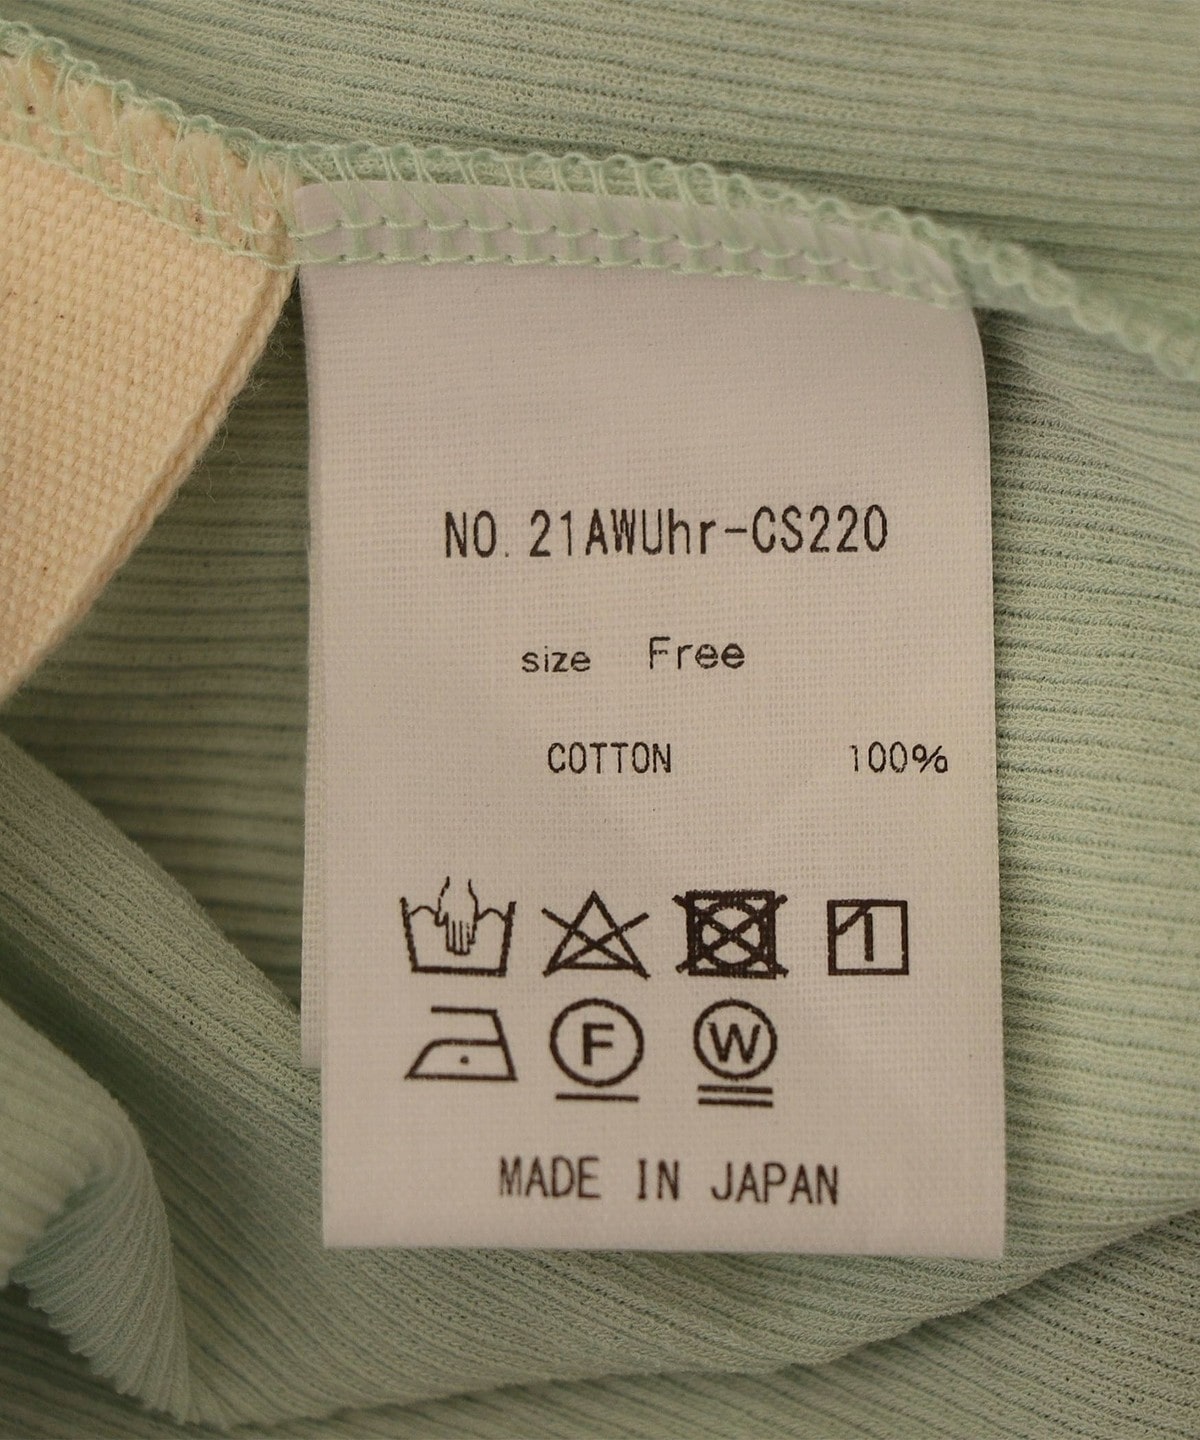 NO. 21AWUhr-CS220
size Free
COTTON 100%
F W
MADE IN JAPAN